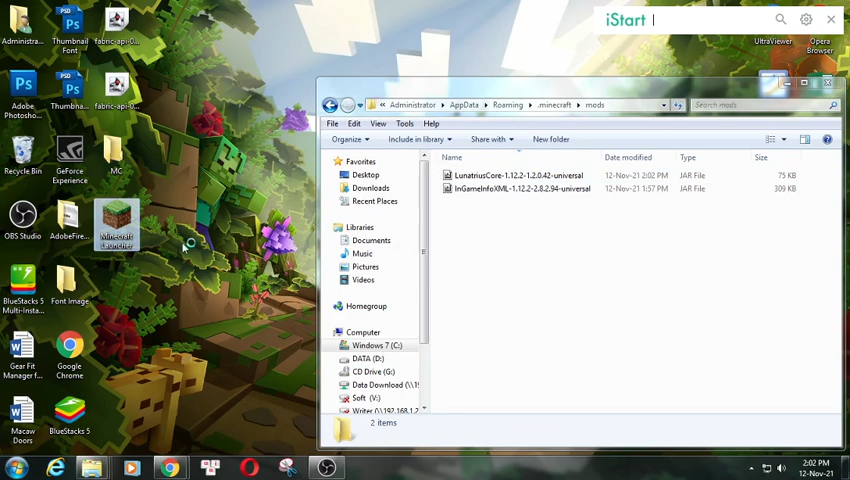 Administra...
Thumbnail
Font
fabric-api-0...
Adobe
Photosho...
Thumbna...
fabric-api-0...
Recycle Bin
GeForce
Experience
MC
OBS Studio
AdobeFire...
Minecraft
Launcher
BlueStacks 5
Multi-Insta...
Font Image
Gear Fit
Manager f...
Google
Chrome
Macaw
Doors
BlueStacks 5
iStart
UltraViewer
Opera
Browser
« Administrator ▸ AppData ▸ Roaming ▸ .minecraft ▸ mods
Search mods
File Edit View Tools Help
Organize Include in library Share with New folder
Favorites
Desktop
Downloads
Recent Places
Libraries
Documents
Music
Pictures
Videos
Homegroup
Computer
Windows 7 (C:)
DATA (D:)
CD Drive (G:)
Data Download (\\19
Soft (V:)
Writer (\\192.168.1.2
Name Date modified Type Size
LunatriusCore-1.12.2-1.2.0.42-universal 12-Nov-21 2:02 PM JAR File 75 KB
InGameInfoXML-1.12.2-2.8.2.94-universal 12-Nov-21 1:57 PM JAR File 309 KB
2 items
2:02 PM
12-Nov-21